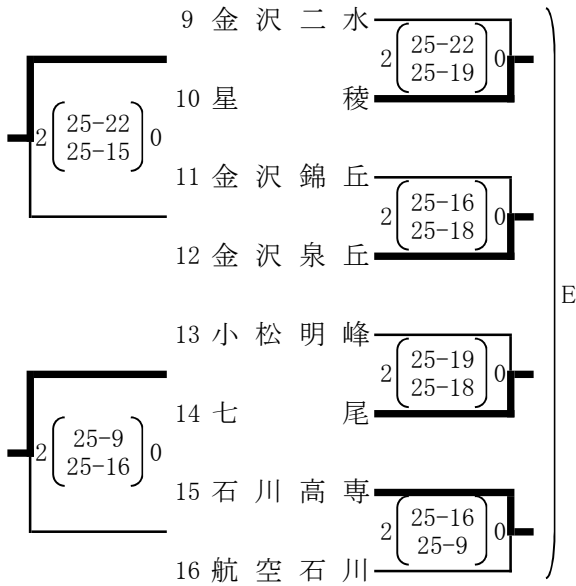 9 金沢二水
2 25-22 0
25-19
10 星稜
2 25-22 0
25-15
11 金沢錦丘
2 25-16 0
25-18
12 金沢泉丘
E
13 小松明峰
2 25-19 0
25-18
14 七尾
2 25-9 0
25-16
15 石川高専
2 25-16 0
25-9
16 航空石川